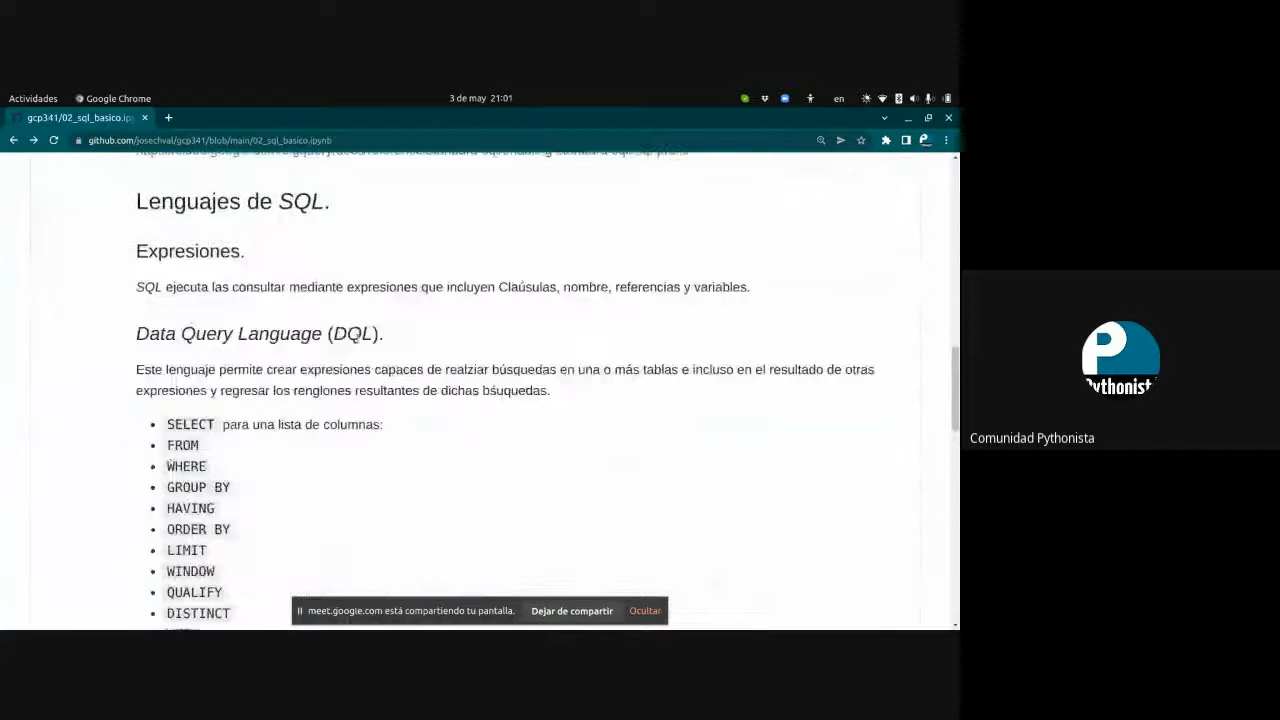 Actividades Google Chrome 3 de may 21:01 en
gcp341/02_sql_basico.ip
github.com/josechval/gcp341/blob/main/02_sql_basico.ipynb
Lenguajes de SQL.
Expresiones.
SQL ejecuta las consultar mediante expresiones que incluyen Claúsulas, nombre, referencias y variables.
Data Query Language (DQL).
Este lenguaje permite crear expresiones capaces de realziar búsquedas en una o más tablas e incluso en el resultado de otras
expresiones y regresar los renglones resultantes de dichas bśuquedas.
SELECT para una lista de columnas:
FROM
WHERE
GROUP BY
HAVING
ORDER BY
LIMIT
WINDOW
QUALIFY
DISTINCT
meet.google.com está compartiendo tu pantalla. Dejar de compartir Ocultar
Pythonist
Comunidad Pythonista